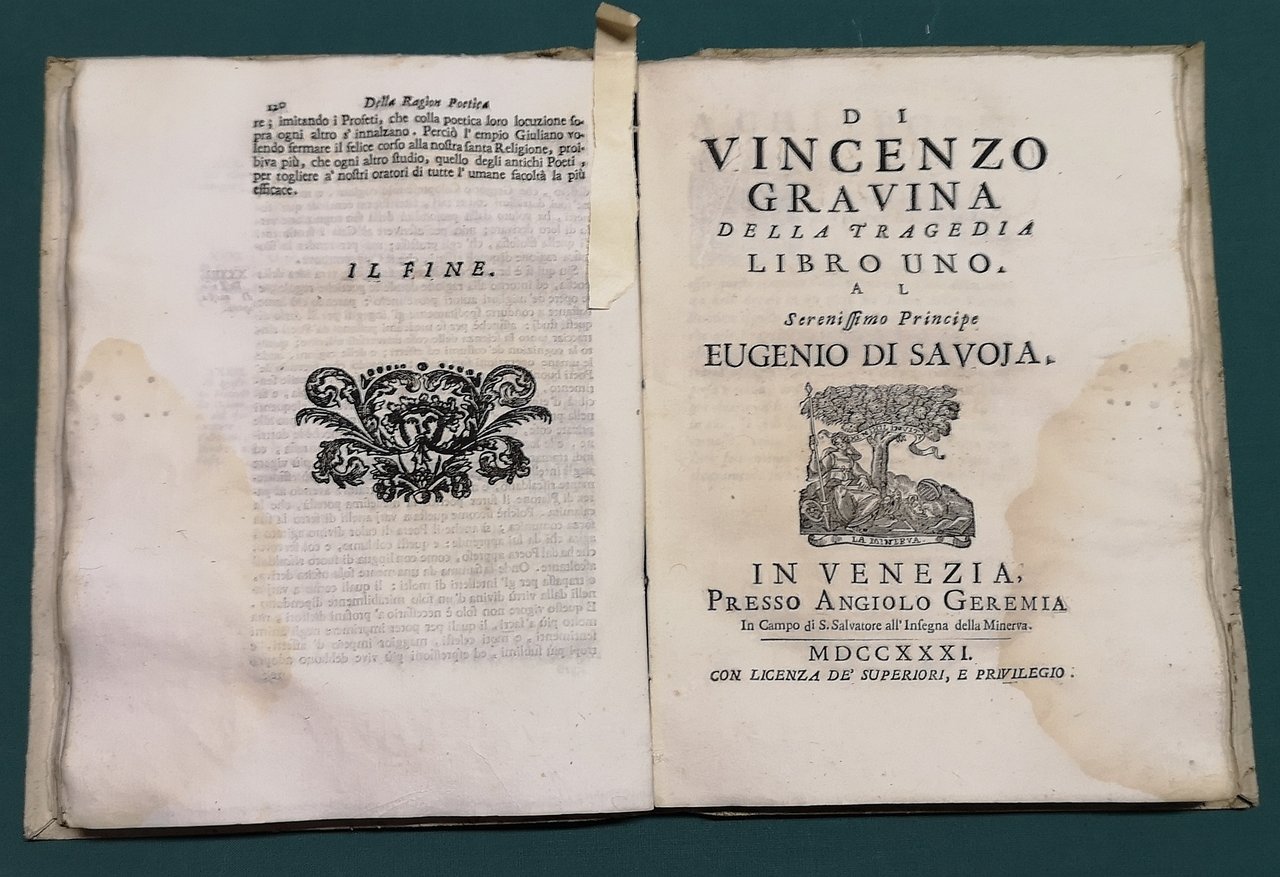 120
Della Ragion Poetica
re; imitando i Profeti, che colla poetica loro locuzione so-
pra ogni altro s' innalzano. Perciò l' empio Giuliano vo-
lendo fermare il felice corso alla nostra santa Religione, proi-
biva più, che ogni altro studio, quello degli antichi Poeti,
per togliere a' nostri oratori di tutte l' umane facoltà la più
efficace.
IL FINE.
DI
VINCENZO
GRAVINA
DELLA TRAGEDIA
LIBRO UNO.
AL
Serenissimo Principe
EUGENIO DI SAVOJA.
LA MINERVA.
IN VENEZIA,
PRESSO ANGIOLO GEREMIA
In Campo di S. Salvatore all' Insegna della Minerva.
MDCCXXXI.
CON LICENZA DE' SUPERIORI, E PRIVILEGIO.